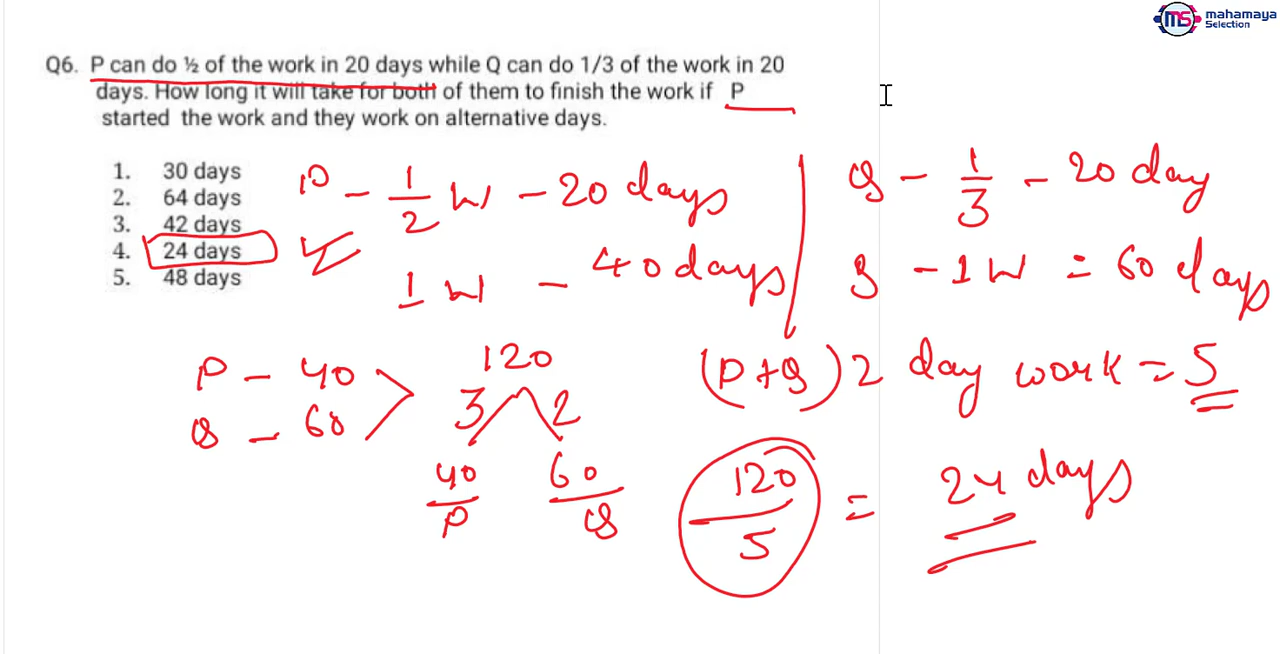 mahamaya
Selection
Q6. P can do ½ of the work in 20 days while Q can do 1/3 of the work in 20
days. How long it will take for both of them to finish the work if P
started the work and they work on alternative days.
1. 30 days
2. 64 days
3. 42 days
4. 24 days
5. 48 days
P - 1/2 W - 20 days
1 W - 40 days
Q - 1/3 - 20 day
Q - 1 W = 60 days
P - 40
Q - 60
120
3 2
40/P 60/Q
(P+Q) 2 day work = 5
120/5 = 24 days